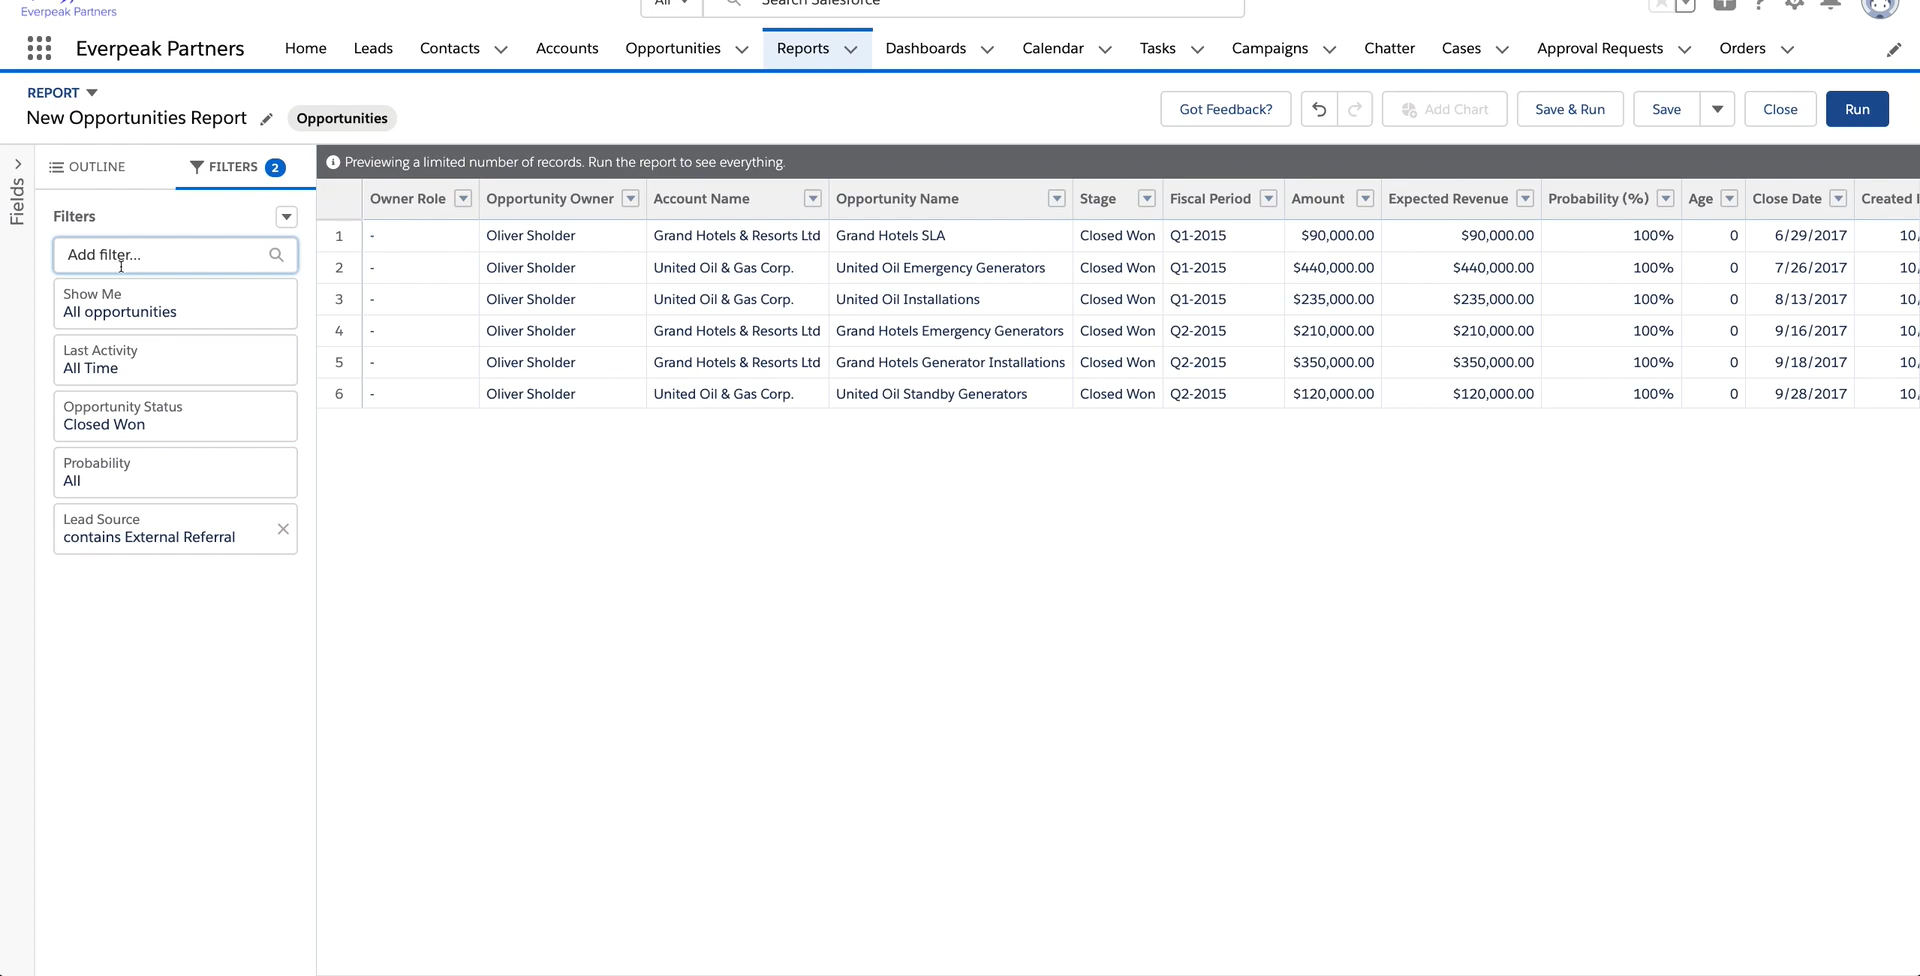 Everpeak Partners
All
Search Salesforce
Everpeak Partners Home Leads Contacts Accounts Opportunities Reports Dashboards Calendar Tasks Campaigns Chatter Cases Approval Requests Orders
REPORT
New Opportunities Report Opportunities
Got Feedback? Add Chart Save & Run Save Close Run
Fields
OUTLINE FILTERS 2
Previewing a limited number of records. Run the report to see everything.
Filters
Add filter...
Show Me
All opportunities
Last Activity
All Time
Opportunity Status
Closed Won
Probability
All
Lead Source
contains External Referral
Owner Role Opportunity Owner Account Name Opportunity Name Stage Fiscal Period Amount Expected Revenue Probability (%) Age Close Date Created
1 - Oliver Sholder Grand Hotels & Resorts Ltd Grand Hotels SLA Closed Won Q1-2015 $90,000.00 $90,000.00 100% 0 6/29/2017 10/
2 - Oliver Sholder United Oil & Gas Corp. United Oil Emergency Generators Closed Won Q1-2015 $440,000.00 $440,000.00 100% 0 7/26/2017 10/
3 - Oliver Sholder United Oil & Gas Corp. United Oil Installations Closed Won Q1-2015 $235,000.00 $235,000.00 100% 0 8/13/2017 10/
4 - Oliver Sholder Grand Hotels & Resorts Ltd Grand Hotels Emergency Generators Closed Won Q2-2015 $210,000.00 $210,000.00 100% 0 9/16/2017 10/
5 - Oliver Sholder Grand Hotels & Resorts Ltd Grand Hotels Generator Installations Closed Won Q2-2015 $350,000.00 $350,000.00 100% 0 9/18/2017 10/
6 - Oliver Sholder United Oil & Gas Corp. United Oil Standby Generators Closed Won Q2-2015 $120,000.00 $120,000.00 100% 0 9/28/2017 10/